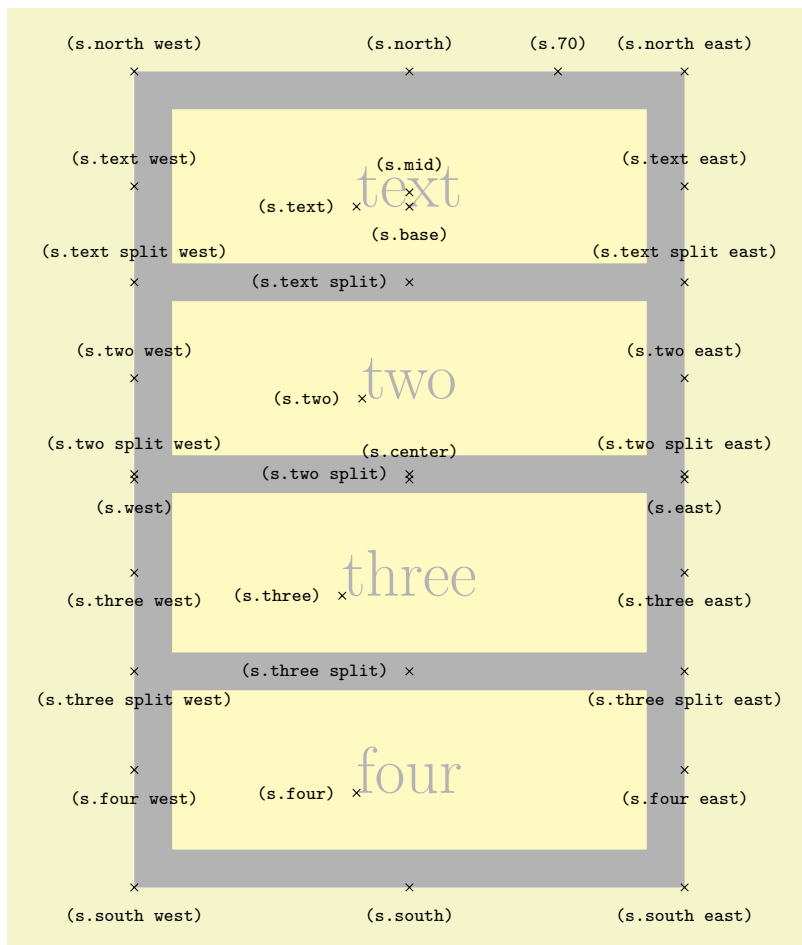 (s.north west) (s.north) (s.70) (s.north east)
(s.text west) (s.mid) (s.text east)
text
(s.text)
(s.base)
(s.text split west) (s.text split east)
(s.text split)
(s.two west) (s.two east)
two
(s.two)
(s.two split west) (s.center) (s.two split east)
(s.two split)
(s.west) (s.east)
three
(s.three)
(s.three west) (s.three east)
(s.three split)
(s.three split west) (s.three split east)
four
(s.four)
(s.four west) (s.four east)
(s.south west) (s.south) (s.south east)